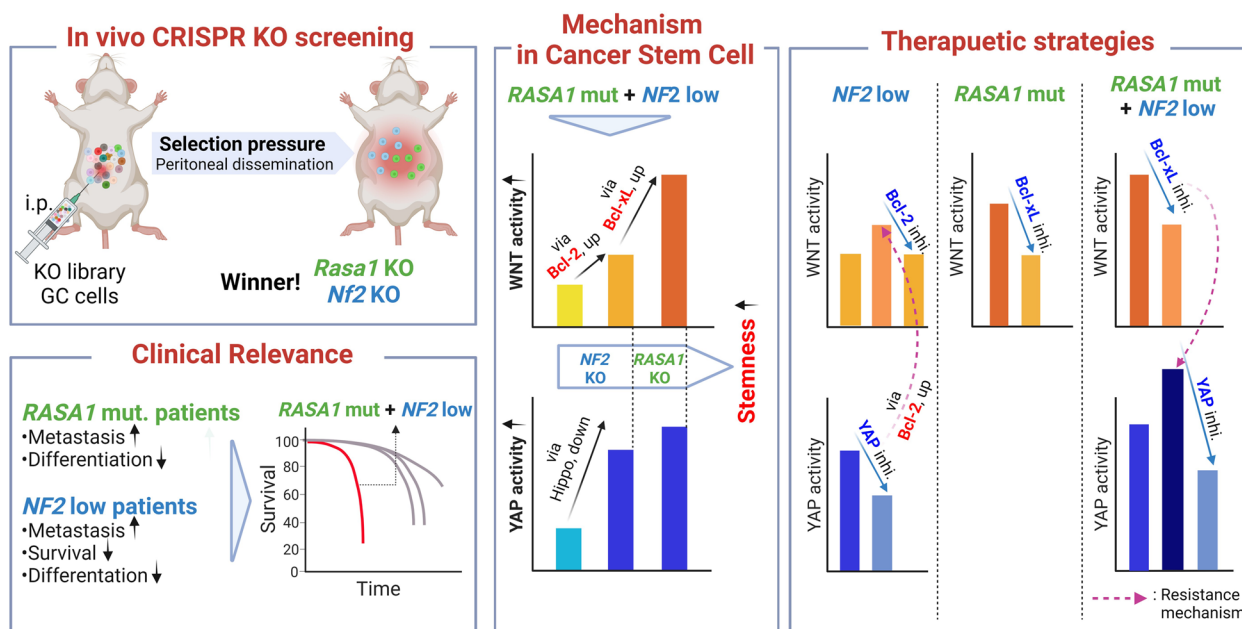 In vivo CRISPR KO screening
Selection pressure
Peritoneal dissemination
i.p.
KO library
GC cells
Winner!
Rasa1 KO
Nf2 KO
Clinical Relevance
RASA1 mut. patients
•Metastasis
•Differentiation
NF2 low patients
•Metastasis
•Survival
•Differentation
RASA1 mut + NF2 low
Survival
100
80
60
40
20
0
Time
Mechanism
in Cancer Stem Cell
RASA1 mut + NF2 low
WNT activity
via
Bcl-2, up
via
Bcl-xL, up
NF2
KO
RASA1
KO
Stemness
YAP activity
via
Hippo, down
Therapuetic strategies
NF2 low
WNT activity
Bcl-2
inhi.
YAP activity
YAP inhi.
via
Bcl-2, up
RASA1 mut
WNT activity
Bcl-xL
inhi.
RASA1 mut
+ NF2 low
WNT activity
Bcl-xL
inhi.
YAP activity
YAP
inhi.
: Resistance
mechanism